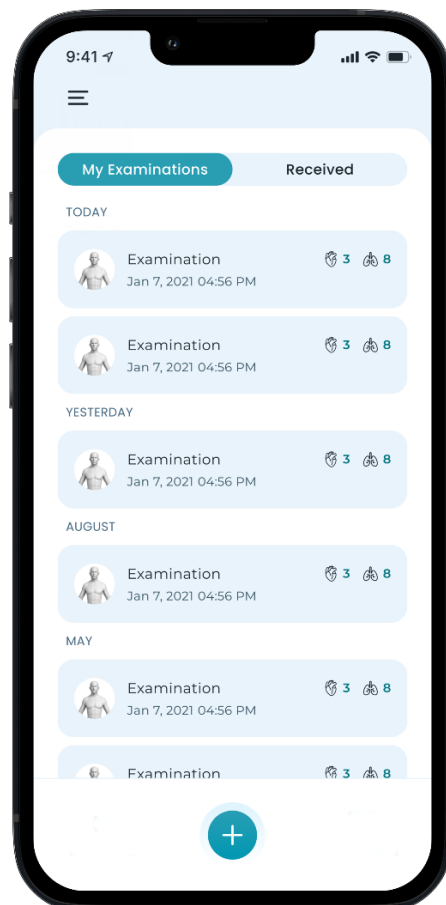 9:41
My Examinations Received
TODAY
Examination 3 8
Jan 7, 2021 04:56 PM
Examination 3 8
Jan 7, 2021 04:56 PM
YESTERDAY
Examination 3 8
Jan 7, 2021 04:56 PM
AUGUST
Examination 3 8
Jan 7, 2021 04:56 PM
MAY
Examination 3 8
Jan 7, 2021 04:56 PM
Examination 3 8